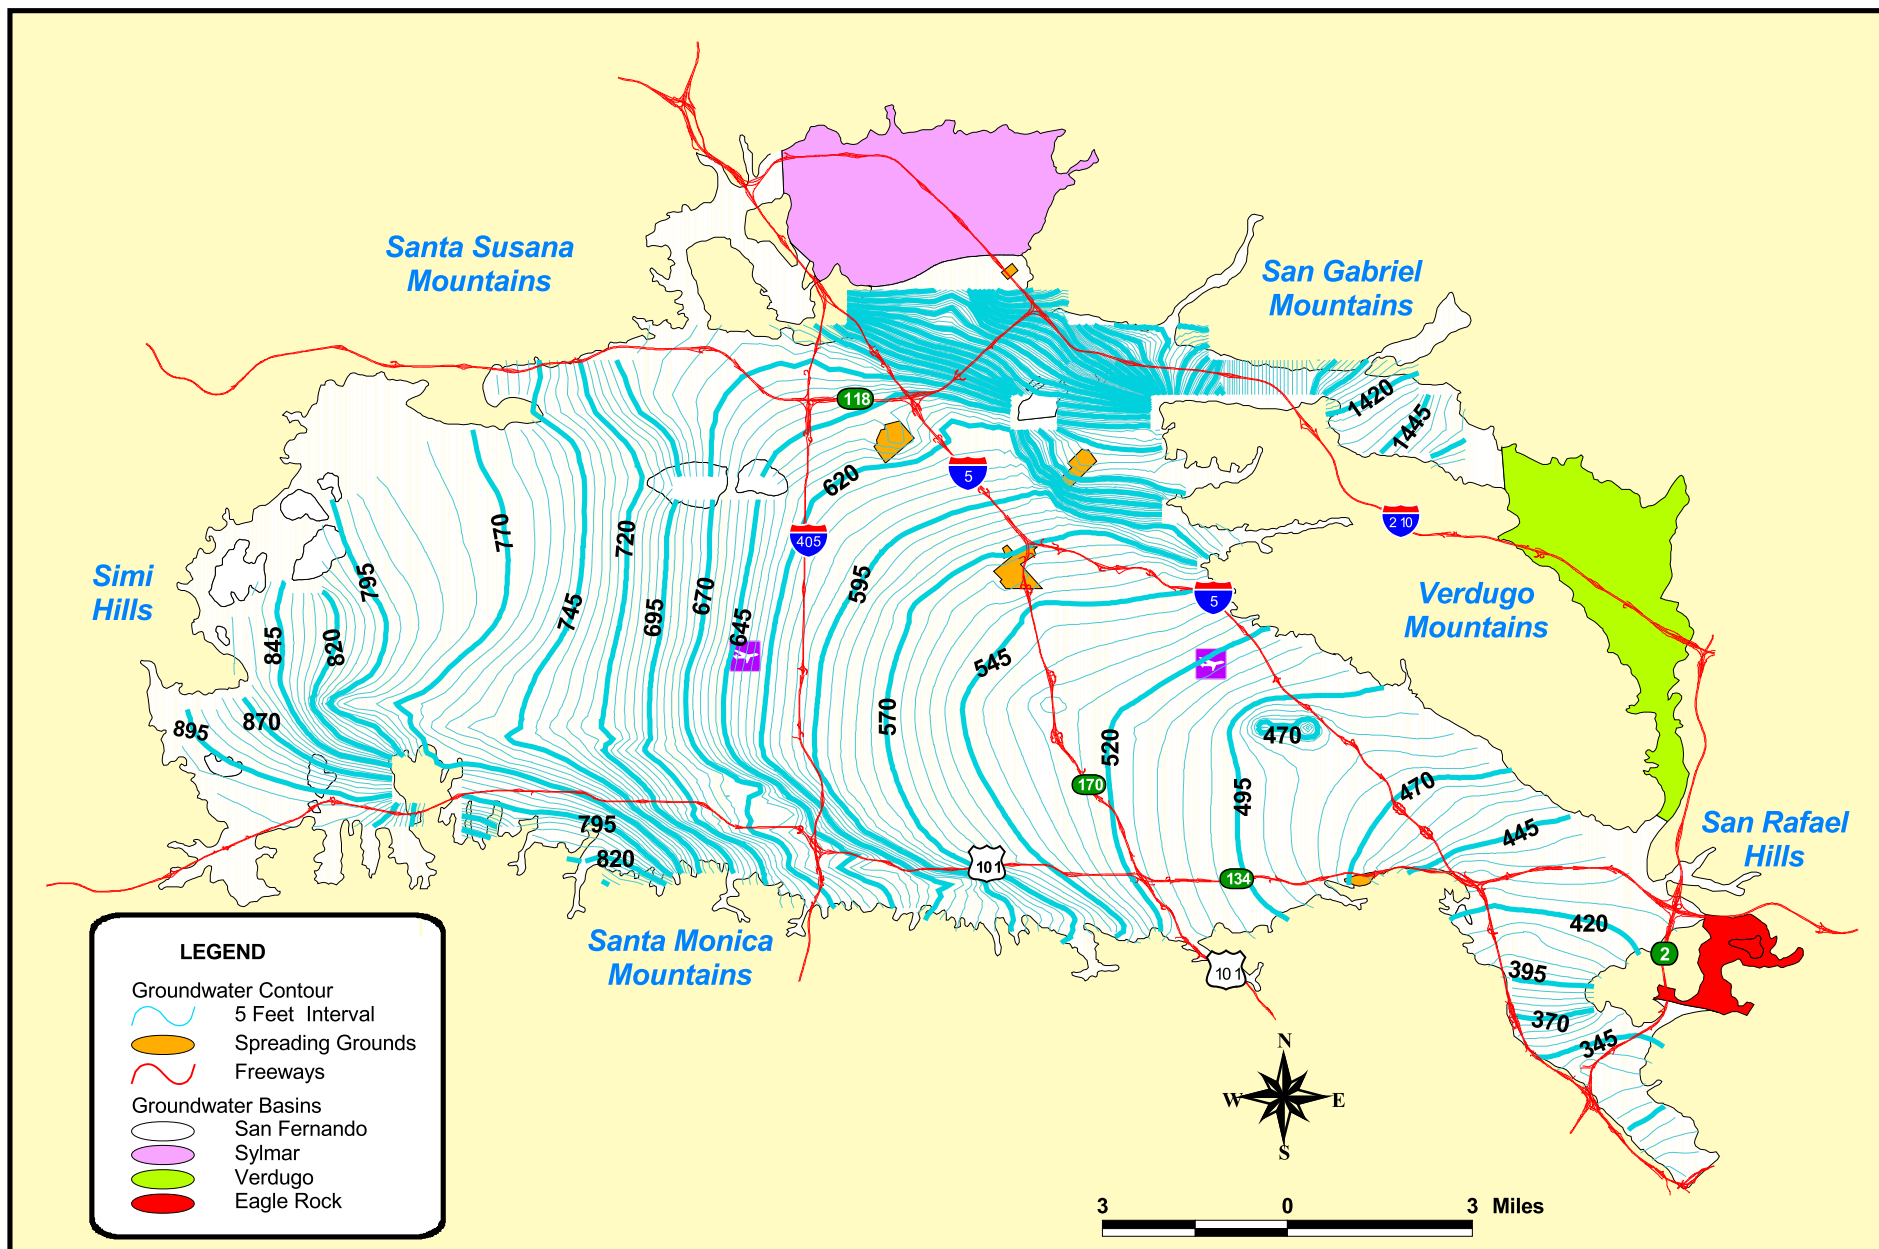 Santa Susana
Mountains
San Gabriel
Mountains
118
1420
1445
5
620
405
210
770
720
795
595
Simi
Hills
745
695
670
645
5
Verdugo
Mountains
845
820
545
895
870
570
520
470
170
495
470
795
820
101
134
445
San Rafael
Hills
420
2
395
370
345
Santa Monica
Mountains
101
LEGEND
Groundwater Contour
5 Feet Interval
Spreading Grounds
Freeways
Groundwater Basins
San Fernando
Sylmar
Verdugo
Eagle Rock
N
W E
S
3 0 3 Miles